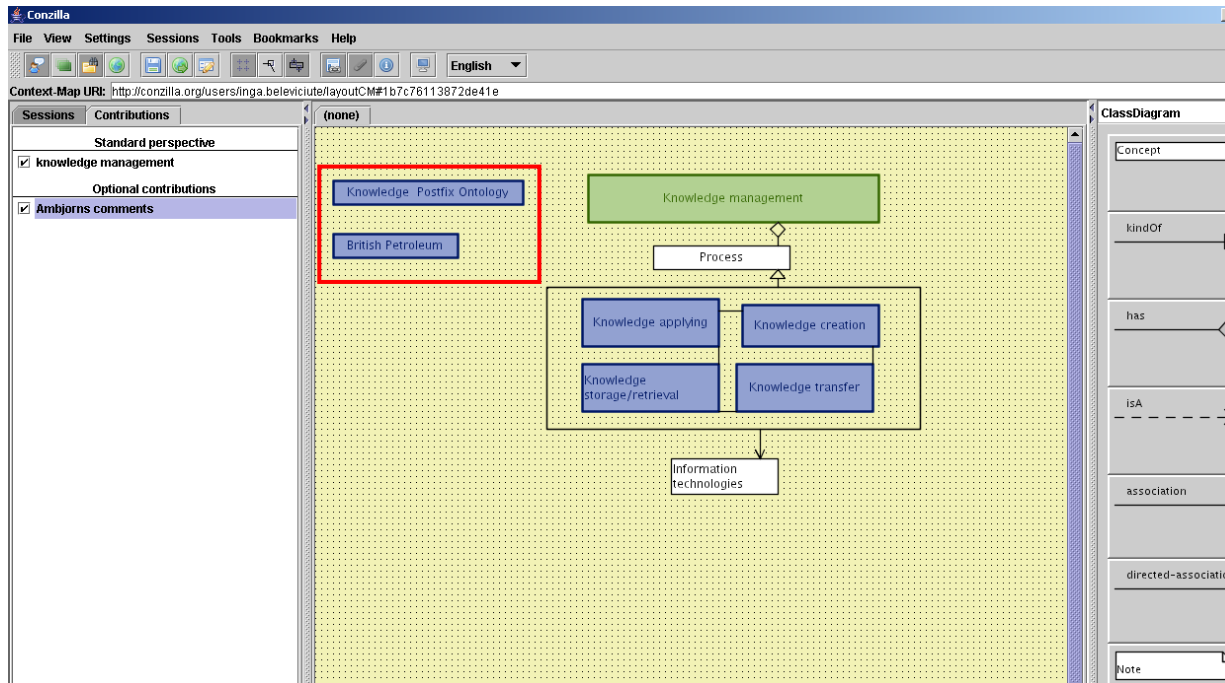 Conzilla
File View Settings Sessions Tools Bookmarks Help
English
Context-Map URI: http://conzilla.org/users/inga.beleviciute/layoutCM#1b7c76113872de41e
Sessions Contributions
Standard perspective
knowledge management
Optional contributions
Ambjorns comments
(none)
Knowledge Postfix Ontology
British Petroleum
Knowledge management
Process
Knowledge applying
Knowledge creation
Knowledge
storage/retrieval
Knowledge transfer
Information
technologies
ClassDiagram
Concept
kindOf
has
isA
association
directed-associatio
Note